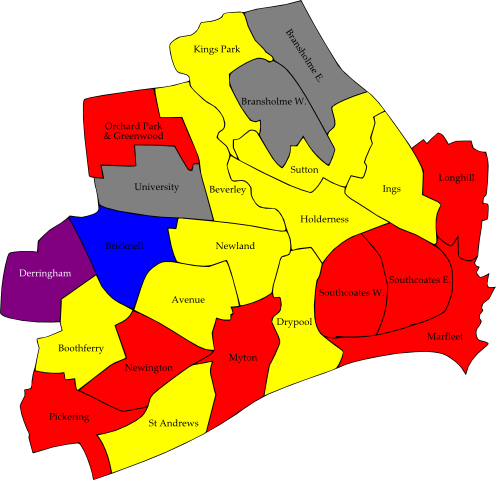 Kings Park
Bransholme E.
Bransholme W.
Orchard Park
& Greenwood
Sutton
Longhill
University
Beverley
Ings
Holderness
Bricknell
Newland
Derringham
Southcoates E.
Southcoates W.
Avenue
Drypool
Marfleet
Boothferry
Myton
Newington
Pickering
St Andrews